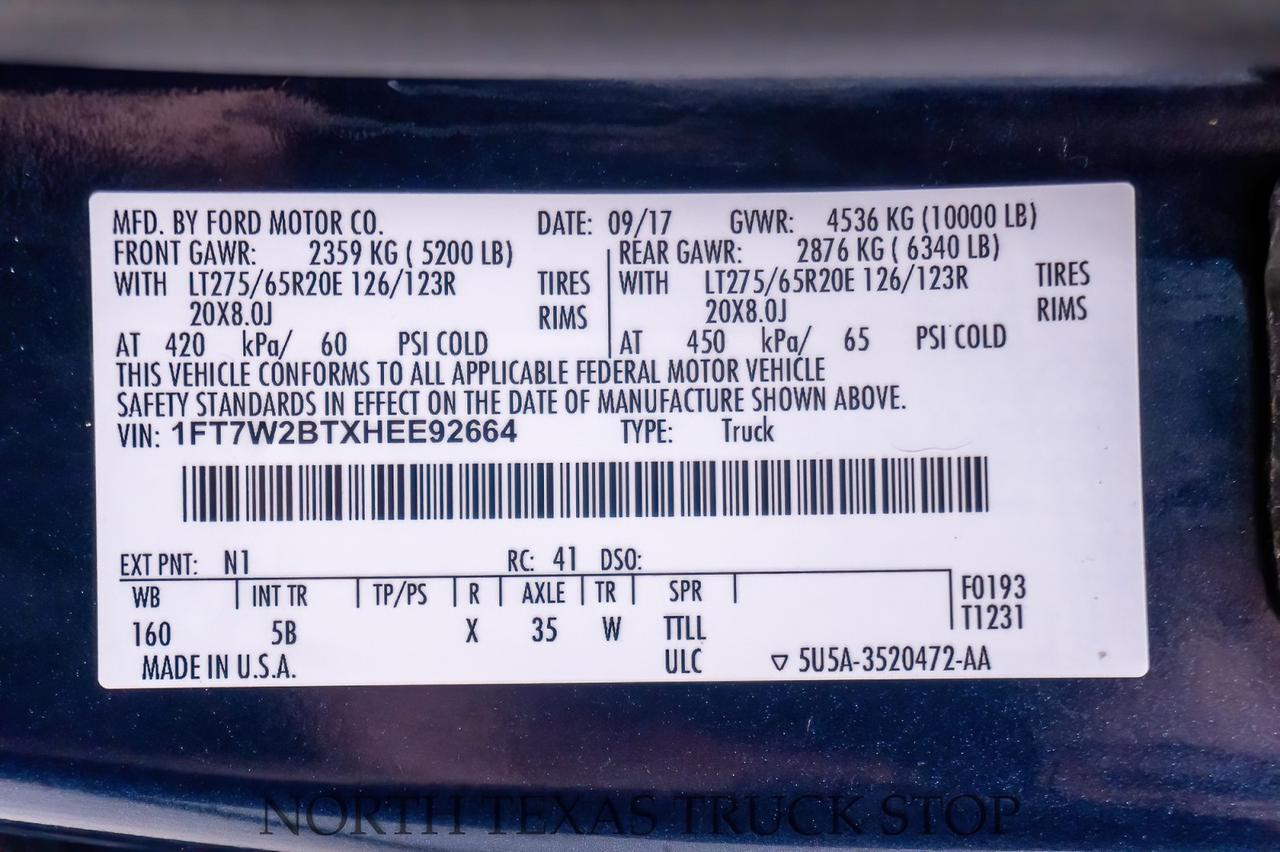 MFD. BY FORD MOTOR CO. DATE: 09/17 GVWR: 4536 KG (10000 LB)
FRONT GAWR: 2359 KG ( 5200 LB) REAR GAWR: 2876 KG ( 6340 LB)
WITH LT275/65R20E 126/123R TIRES WITH LT275/65R20E 126/123R TIRES
20X8.0J RIMS 20X8.0J RIMS
AT 420 kPa/ 60 PSI COLD AT 450 kPa/ 65 PSI COLD
THIS VEHICLE CONFORMS TO ALL APPLICABLE FEDERAL MOTOR VEHICLE
SAFETY STANDARDS IN EFFECT ON THE DATE OF MANUFACTURE SHOWN ABOVE.
VIN: 1FT7W2BTXHEE92664 TYPE: Truck
EXT PNT: N1 RC: 41 DSO:
WB INT TR TP/PS R AXLE TR SPR F0193
T1231
160 5B X 35 W TTLL
MADE IN U.S.A. ULC ▽ 5U5A-3520472-AA
NORTH TEXAS TRUCK STOP